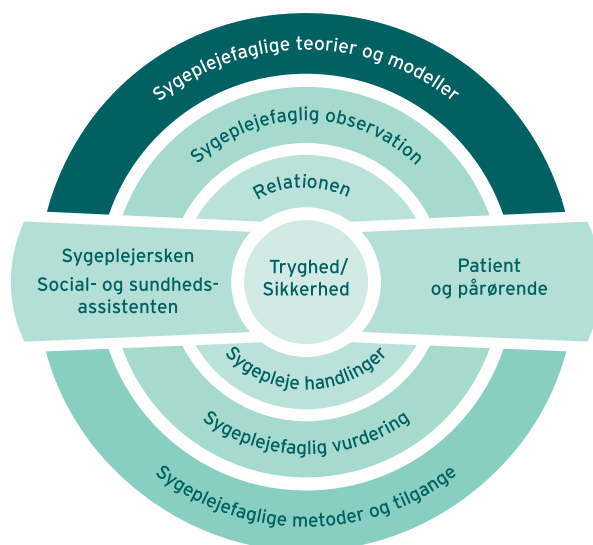 Sygeplejefaglige teorier og modeller
Sygeplejefaglig observation
Relationen
Sygeplejersken
Social- og sundheds-
assistenten
Tryghed/
Sikkerhed
Patient
og pårørende
Sygepleje handlinger
Sygeplejefaglig vurdering
Sygeplejefaglige metoder og tilgange